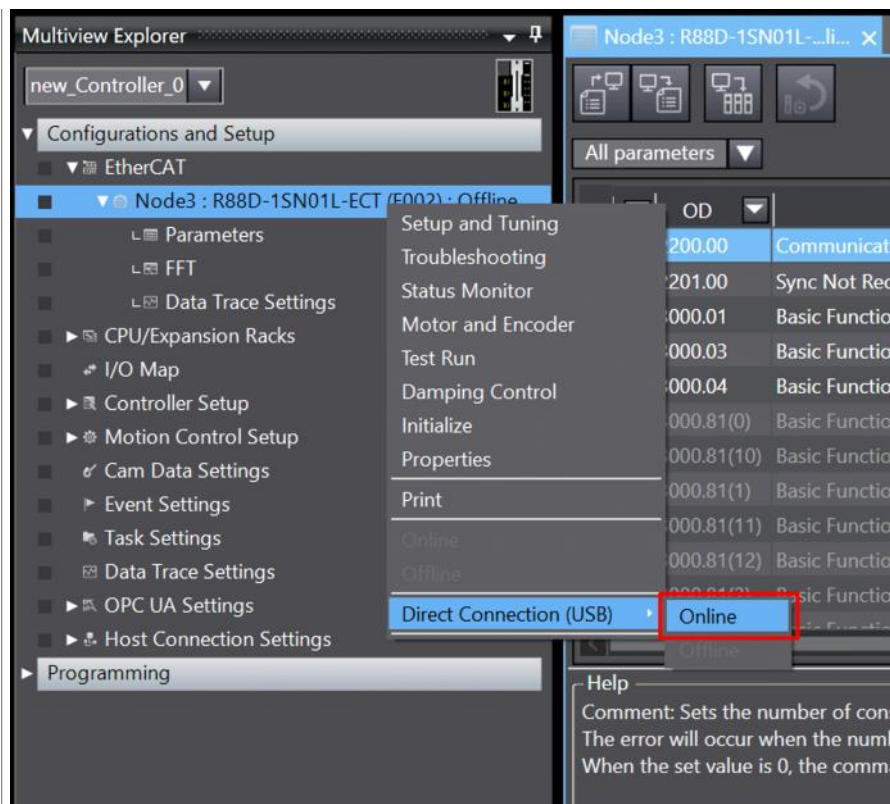 Multiview Explorer
new_Controller_0
Configurations and Setup
EtherCAT
Node3 : R88D-1SN01L-ECT (E002) : Offline
Parameters
FFT
Data Trace Settings
CPU/Expansion Racks
I/O Map
Controller Setup
Motion Control Setup
Cam Data Settings
Event Settings
Task Settings
Data Trace Settings
OPC UA Settings
Host Connection Settings
Programming
Setup and Tuning
Troubleshooting
Status Monitor
Motor and Encoder
Test Run
Damping Control
Initialize
Properties
Print
Online
Offline
Direct Connection (USB)
Online
Offline
Node3 : R88D-1SN01L-...li...
All parameters
OD
200.00 Communicat
201.00 Sync Not Rec
000.01 Basic Functio
000.03 Basic Functio
000.04 Basic Functio
000.81(0) Basic Functio
000.81(10) Basic Functio
000.81(1) Basic Functio
000.81(11) Basic Functio
000.81(12) Basic Functio
Help
Comment: Sets the number of cons
The error will occur when the numb
When the set value is 0, the comm